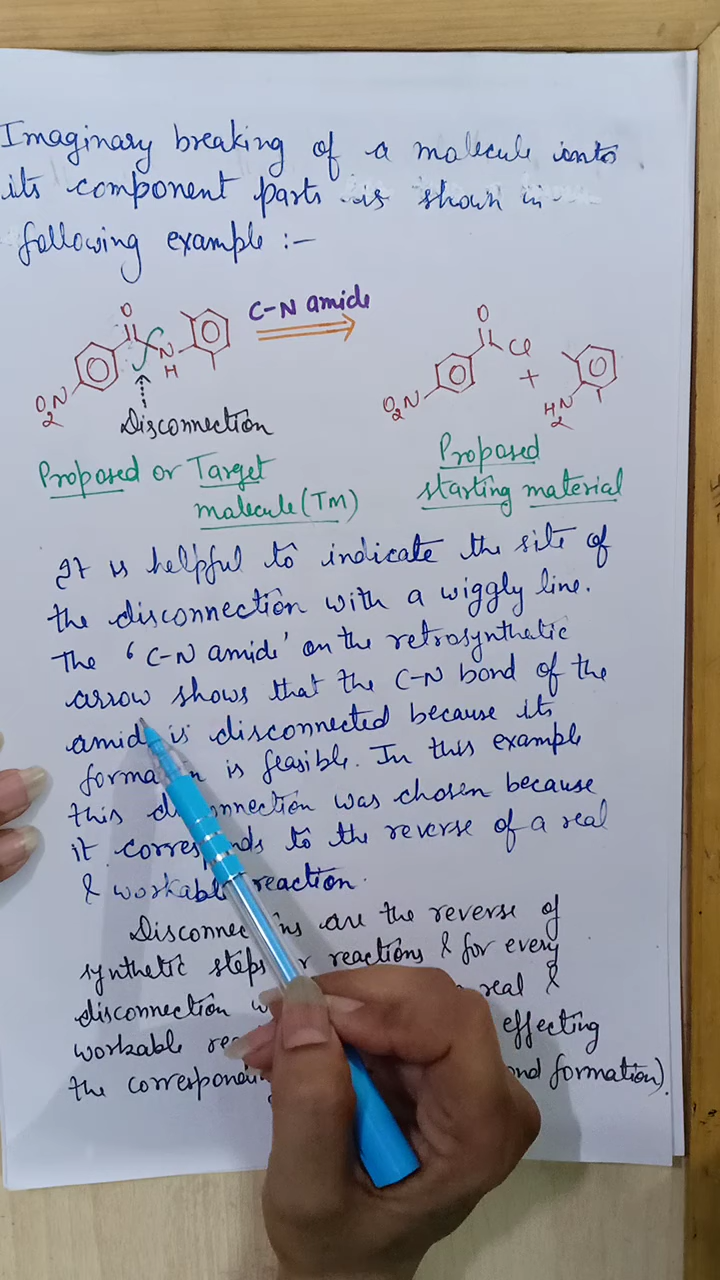 Imaginary breaking of a molecule into
its component parts is shown in
following example :-
O
N
H
O2N
Disconnection
C-N amide
O
Cl
+
O2N
H2N
Proposed or Target
molecule (TM)
Proposed
starting material
It is helpful to indicate the site of
the disconnection with a wiggly line.
The 'C-N amide' on the retrosynthetic
arrow shows that the C-N bond of the
amide is disconnected because its
is feasible. In this example
this was chosen because
it corresponds to the reverse of a real
& workable reaction.
Disconnections are the reverse of
synthetic steps or reactions & for every
disconnection real &
workable effecting
the formation).